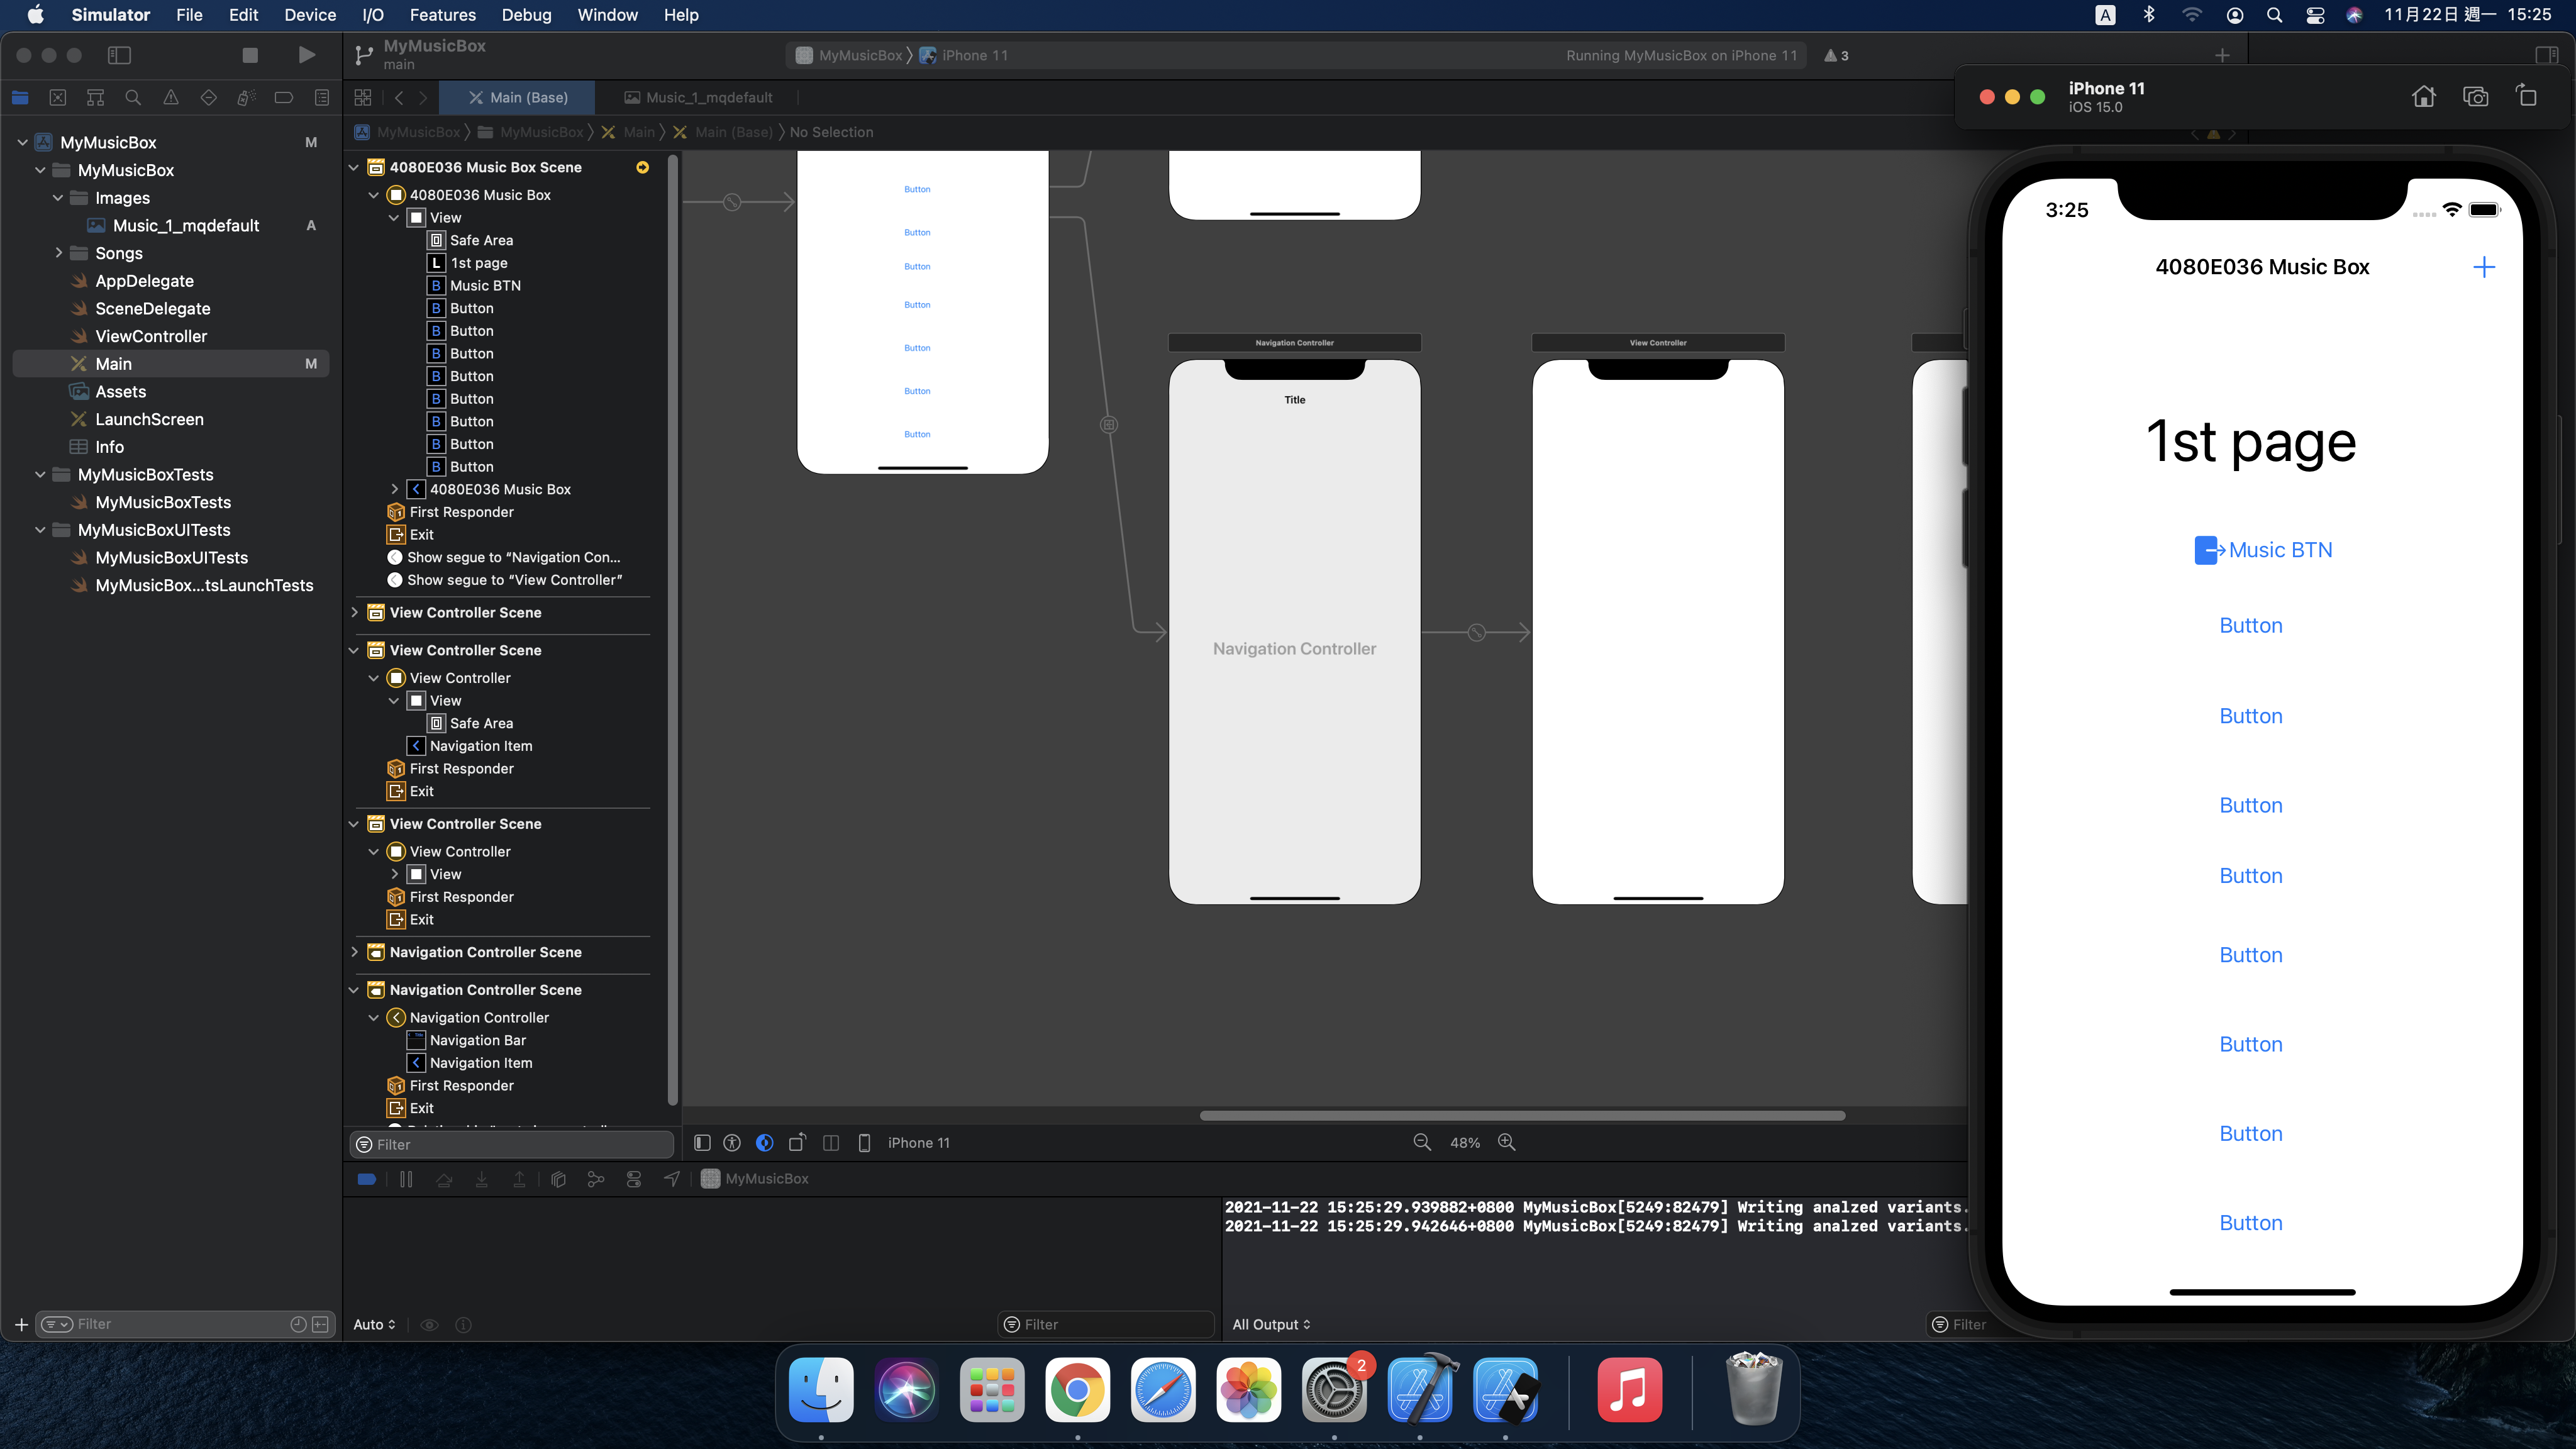 Simulator File Edit Device I/O Features Debug Window Help
A 11月22日 週一 15:25
MyMusicBox
main
MyMusicBox iPhone 11
Running MyMusicBox on iPhone 11
3
Main (Base)
Music_1_mqdefault
MyMusicBox MyMusicBox Main Main (Base) No Selection
MyMusicBox M
MyMusicBox
Images
Music_1_mqdefault A
Songs
AppDelegate
SceneDelegate
ViewController
Main M
Assets
LaunchScreen
Info
MyMusicBoxTests
MyMusicBoxTests
MyMusicBoxUITests
MyMusicBoxUITests
MyMusicBox...tsLaunchTests
Filter
4080E036 Music Box Scene
4080E036 Music Box
View
Safe Area
L 1st page
B Music BTN
B Button
B Button
B Button
B Button
B Button
B Button
B Button
B Button
4080E036 Music Box
First Responder
Exit
Show segue to “Navigation Con...
Show segue to “View Controller”
View Controller Scene
View Controller Scene
View Controller
View
Safe Area
Navigation Item
First Responder
Exit
View Controller Scene
View Controller
View
First Responder
Exit
Navigation Controller Scene
Navigation Controller Scene
Navigation Controller
Navigation Bar
Navigation Item
First Responder
Exit
Filter
Button
Button
Button
Button
Button
Button
Button
Navigation Controller
Title
Navigation Controller
View Controller
iPhone 11
48%
MyMusicBox
2021-11-22 15:25:29.939882+0800 MyMusicBox[5249:82479] Writing analzed variants.
2021-11-22 15:25:29.942646+0800 MyMusicBox[5249:82479] Writing analzed variants.
Auto
Filter
All Output
Filter
iPhone 11
iOS 15.0
3:25
4080E036 Music Box
1st page
Music BTN
Button
Button
Button
Button
Button
Button
Button
Button
2